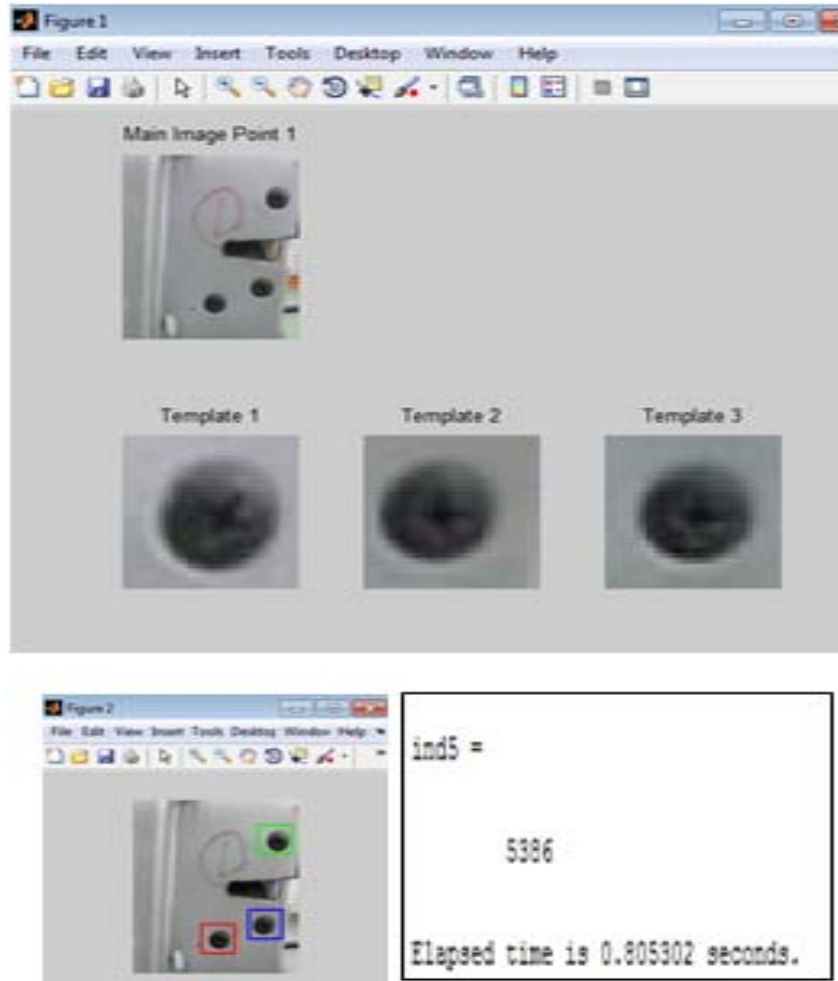 Figure 1
File Edit View Insert Tools Desktop Window Help
Main Image Point 1
1
Template 1 Template 2 Template 3
Figure 2
File Edit View Insert Tools Desktop Window Help
1
ind5 =
5386
Elapsed time is 0.805302 seconds.